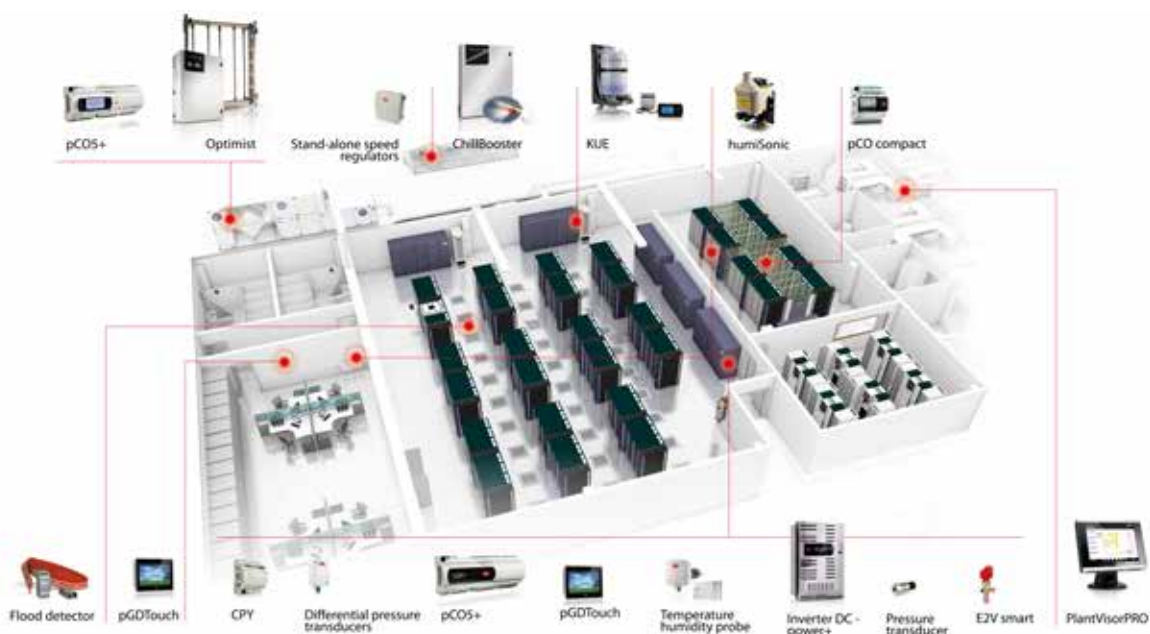 pCO5+
Optimist
Stand-alone speed
regulators
ChillBooster
KUE
humiSonic
pCO compact
Flood detector
pGDTouch
CPY
Differential pressure
transducers
pCO5+
pGDTouch
Temperature
humidity probe
Inverter DC -
power+
Pressure
transducer
E2V smart
PlantVisorPRO